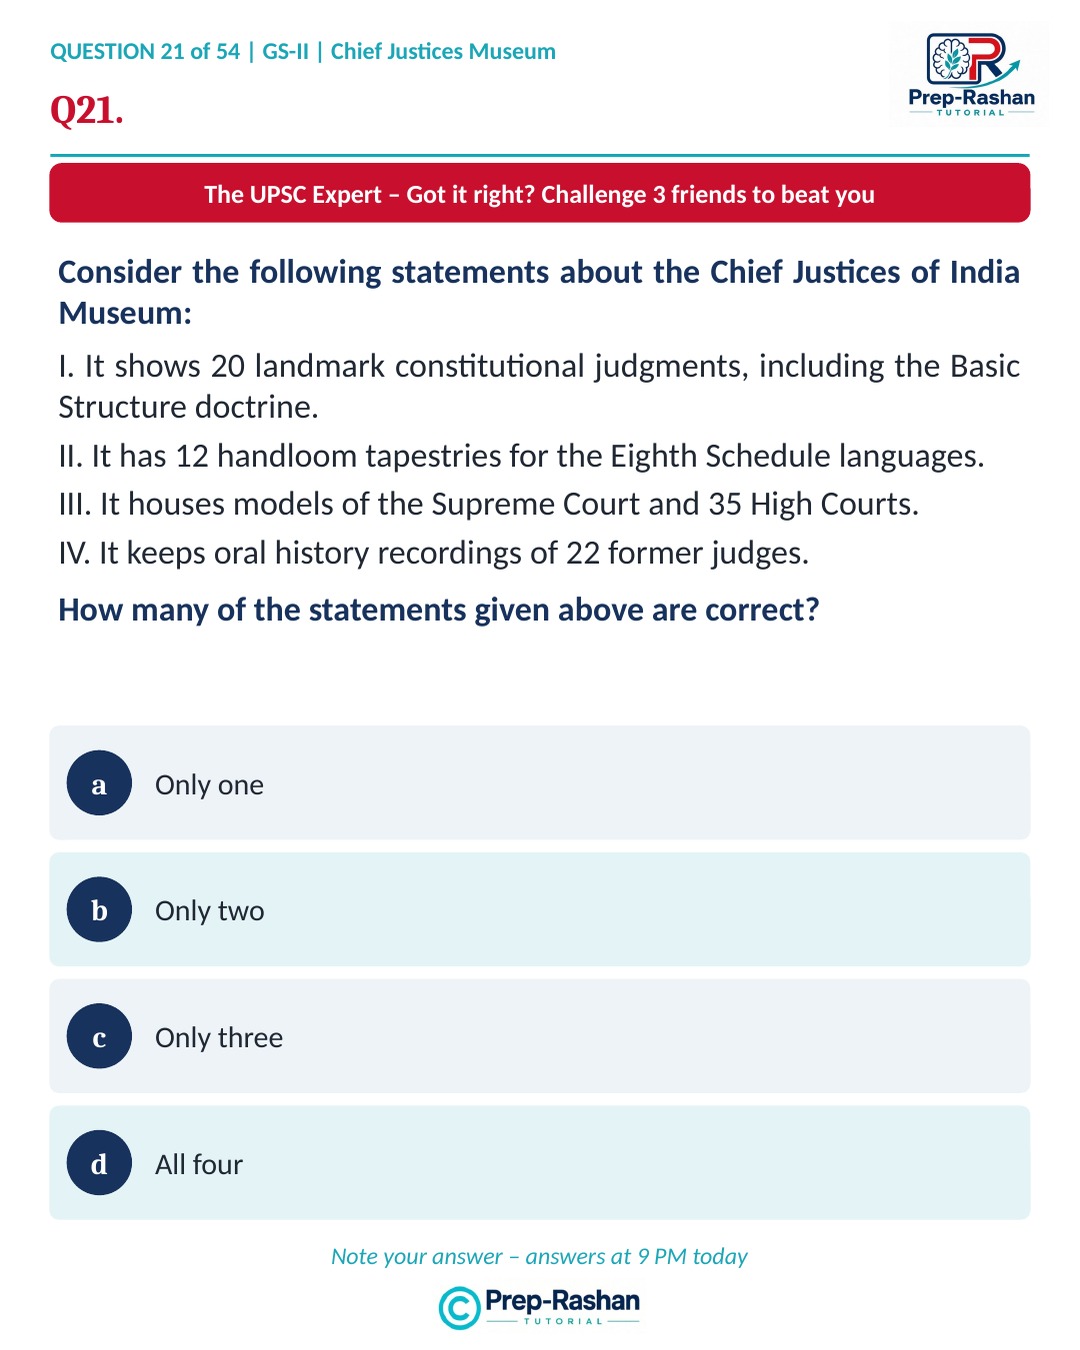 QUESTION 21 of 54 | GS-II | Chief Justices Museum
Prep-Rashan
TUTORIAL
Q21.
The UPSC Expert – Got it right? Challenge 3 friends to beat you
Consider the following statements about the Chief Justices of India
Museum:
I. It shows 20 landmark constitutional judgments, including the Basic
Structure doctrine.
II. It has 12 handloom tapestries for the Eighth Schedule languages.
III. It houses models of the Supreme Court and 35 High Courts.
IV. It keeps oral history recordings of 22 former judges.
How many of the statements given above are correct?
a Only one
b Only two
c Only three
d All four
Note your answer – answers at 9 PM today
© Prep-Rashan
TUTORIAL